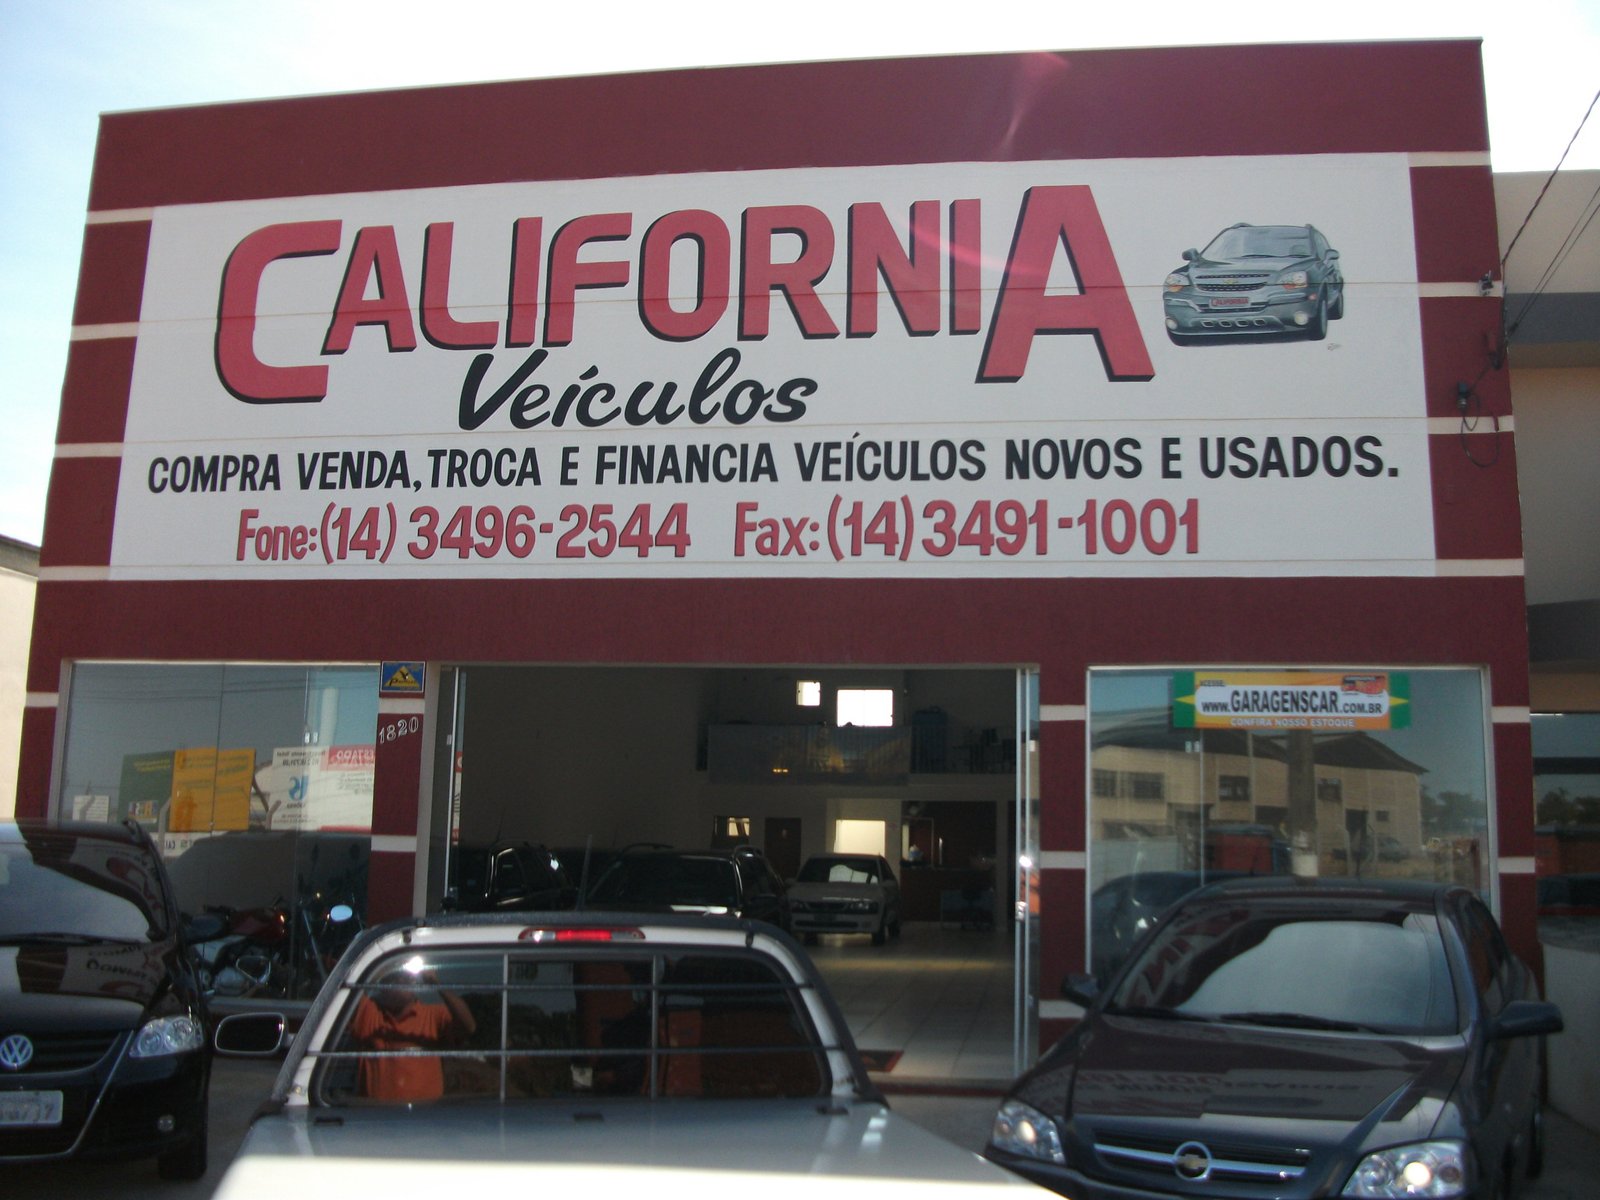 CALIFORNIA
CALIFORNIA
Veículos
COMPRA VENDA, TROCA E FINANCIA VEÍCULOS NOVOS E USADOS.
Fone: (14) 3496-2544 Fax: (14) 3491-1001
ACESSE:
www.GARAGENSCAR.COM.BR
CONFIRA NOSSO ESTOQUE
1820